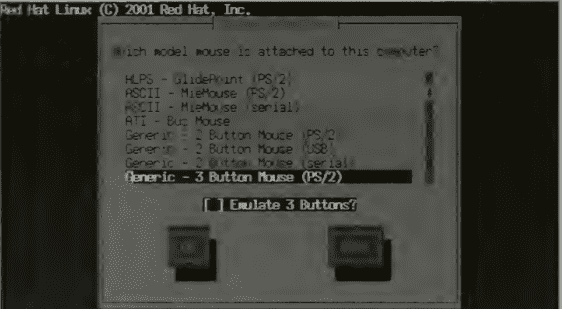 Red Hat Linux (C) 2001 Red Hat, Inc.
Which model mouse is attached to this computer?
ALPS - GlidePoint (PS/2)
ASCII - MieMouse (PS/2)
ASCII - MieMouse (serial)
ATI - Bus Mouse
Generic - 2 Button Mouse (PS/2)
Generic - 2 Button Mouse (USB)
Generic - 2 Button Mouse (serial)
Generic - 3 Button Mouse (PS/2)
[ ] Emulate 3 Buttons?